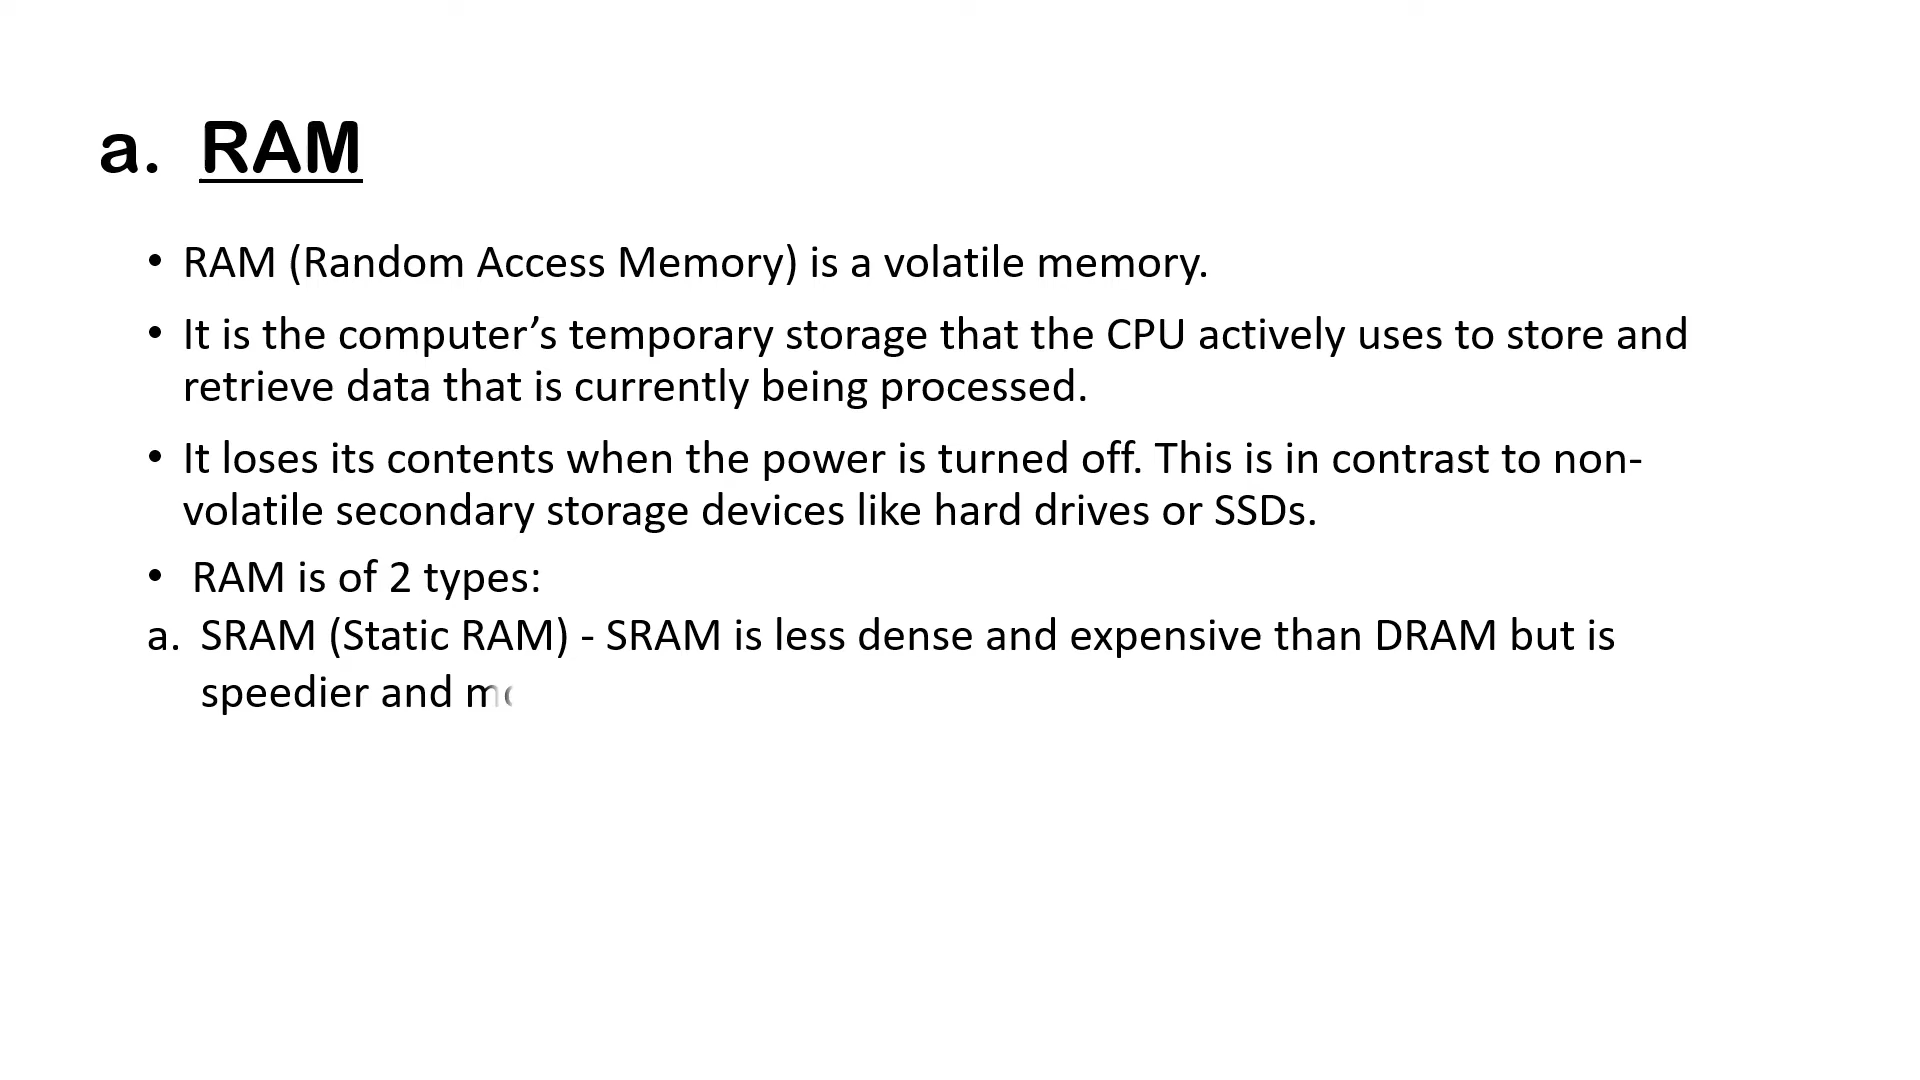 a. RAM
• RAM (Random Access Memory) is a volatile memory.
• It is the computer’s temporary storage that the CPU actively uses to store and
retrieve data that is currently being processed.
• It loses its contents when the power is turned off. This is in contrast to non-
volatile secondary storage devices like hard drives or SSDs.
• RAM is of 2 types:
a. SRAM (Static RAM) - SRAM is less dense and expensive than DRAM but is
speedier and